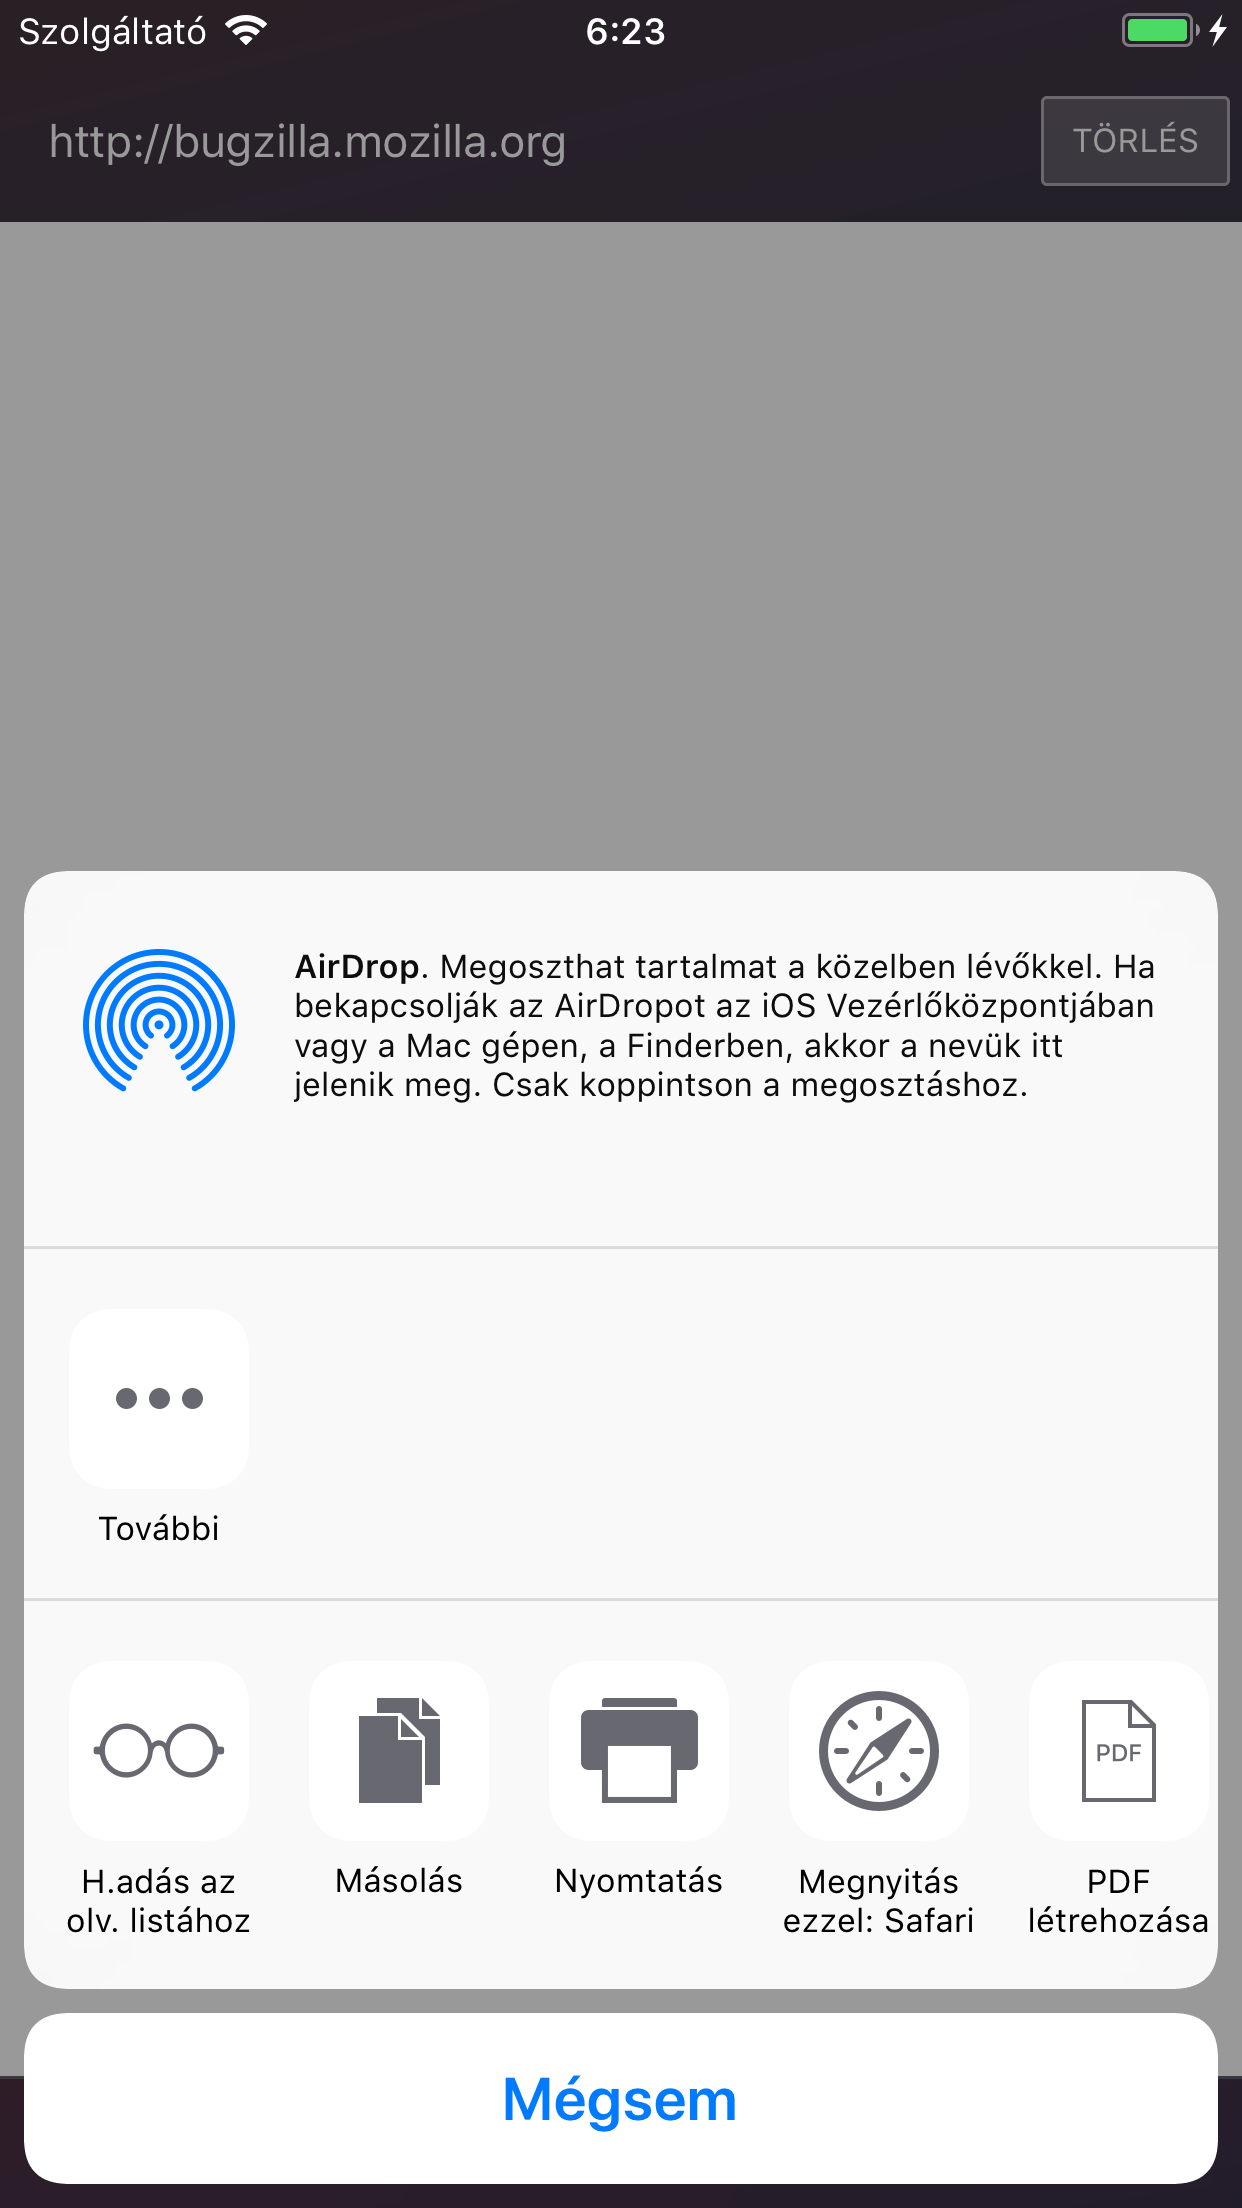 Szolgáltató 6:23
http://bugzilla.mozilla.org TÖRLÉS
AirDrop. Megoszthat tartalmat a közelben lévőkkel. Ha
bekapcsolják az AirDropot az iOS Vezérlőközpontjában
vagy a Mac gépen, a Finderben, akkor a nevük itt
jelenik meg. Csak koppintson a megosztáshoz.
További
PDF
H.adás az
olv. listához
Másolás
Nyomtatás
Megnyitás
ezzel: Safari
PDF
létrehozása
Mégsem